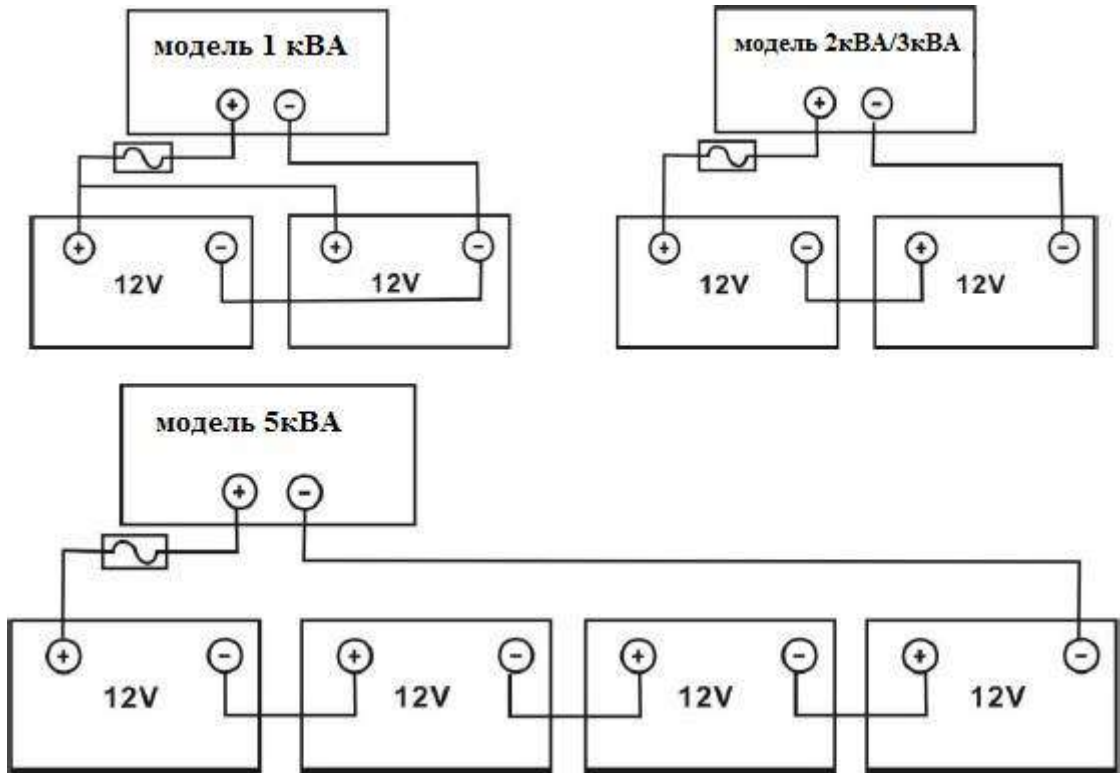 модель 1 кВА
модель 2кВА/3кВА
+ −
+ −
+ − + −
12V 12V
+ − + −
12V 12V
модель 5кВА
+ −
+ − + − + − + −
12V 12V 12V 12V